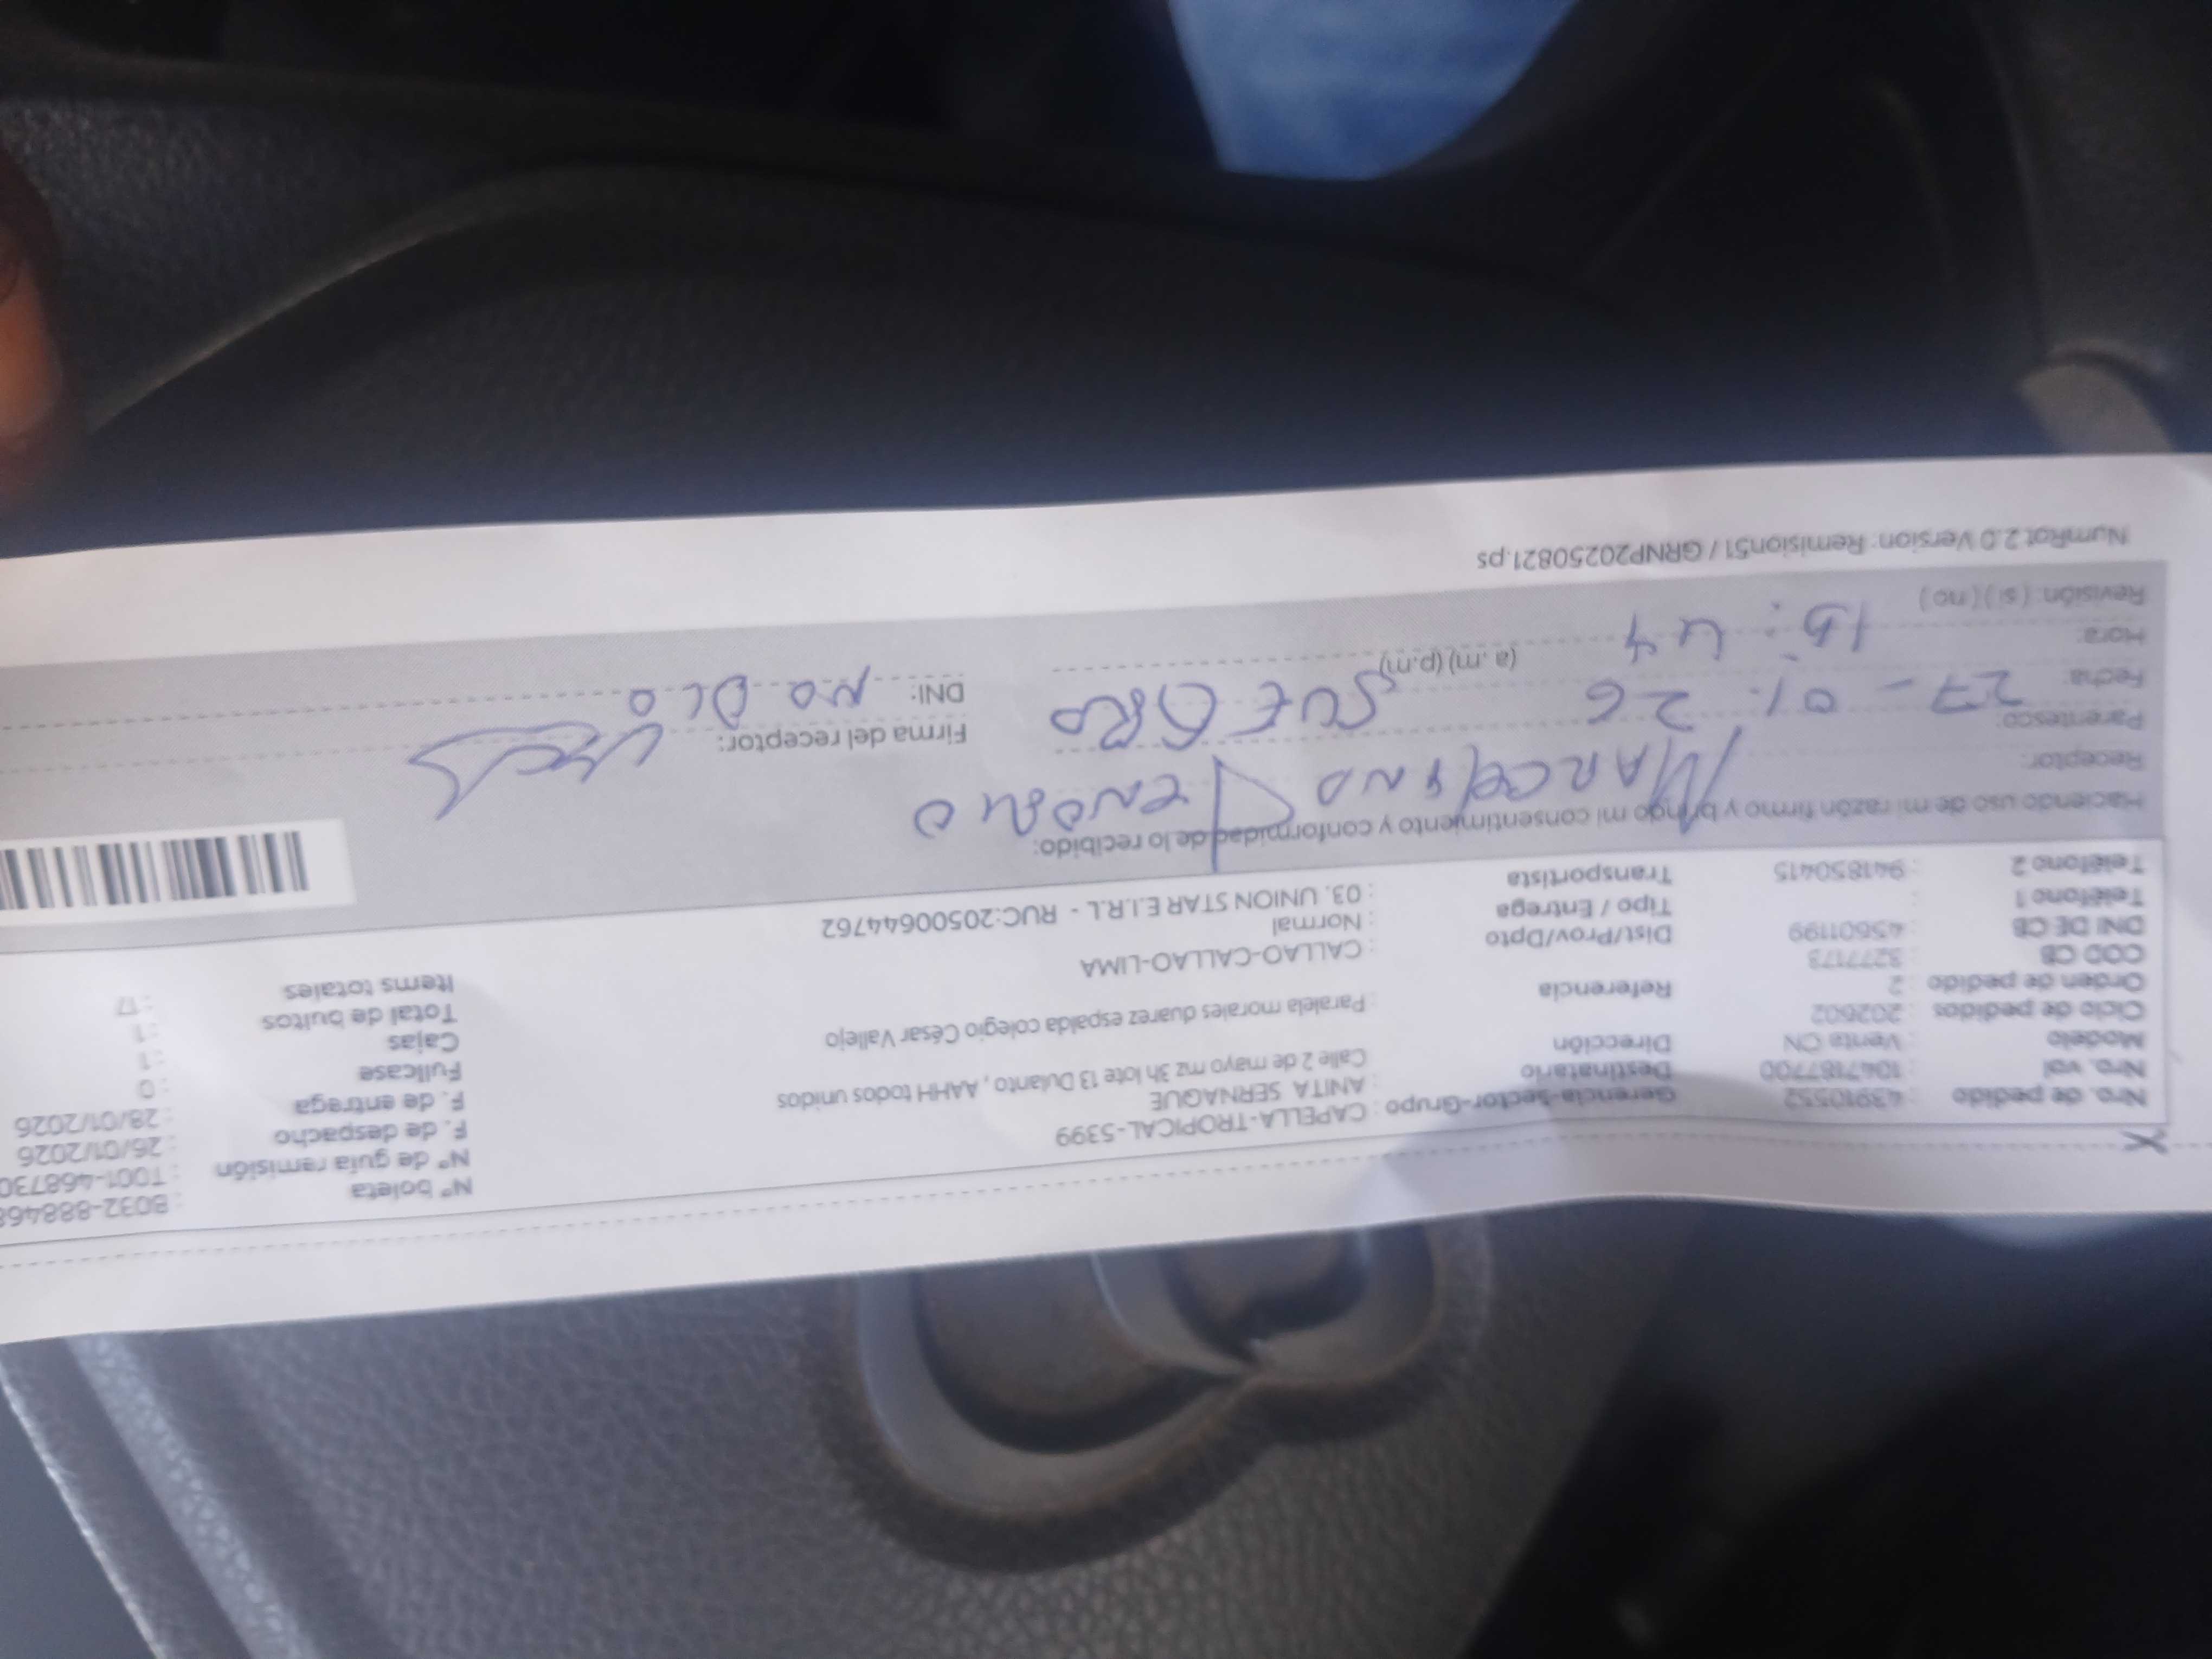 Nº boleta : B032-888468
Nº de guía remisión : T001-468730
F. de despacho : 26/01/2026
F. de entrega : 28/01/2026
Fullcase : 0
Cajas : 1
Total de bultos : 1
Items totales : 17
Nro. de pedido : 43910552 Gerencia-Sector-Grupo : CAPELLA-TROPICAL-5399
Nro. val : 1047187700 Destinatario : ANITA SERNAQUE
Modelo : Venta CN Dirección : Calle 2 de mayo mz 3h lote 13 Dulanto , AAHH todos unidos
Ciclo de pedidos : 202602
Orden de pedido : 2 Referencia : Paralela morales duarez espalda colegio César Vallejo
COD CB : 3277173
DNI DE CB : 45601199 Dist/Prov/Dpto : CALLAO-CALLAO-LIMA
Teléfono 1 : Tipo / Entrega : Normal
Teléfono 2 : 941850415 Transportista : 03. UNION STAR E.I.R.L - RUC:20500644762
Haciendo uso de mi razón firmo y brindo mi consentimiento y conformidad de lo recibido:
Receptor:
Parentesco: SUEGRO
Firma del receptor:
Fecha: 27-01-26
DNI: NO DIO
Hora: (a.m) (p.m)
Revisión: ( si ) ( no )
NumRot 2.0 Version: Remision51 / GRNP20250821.ps